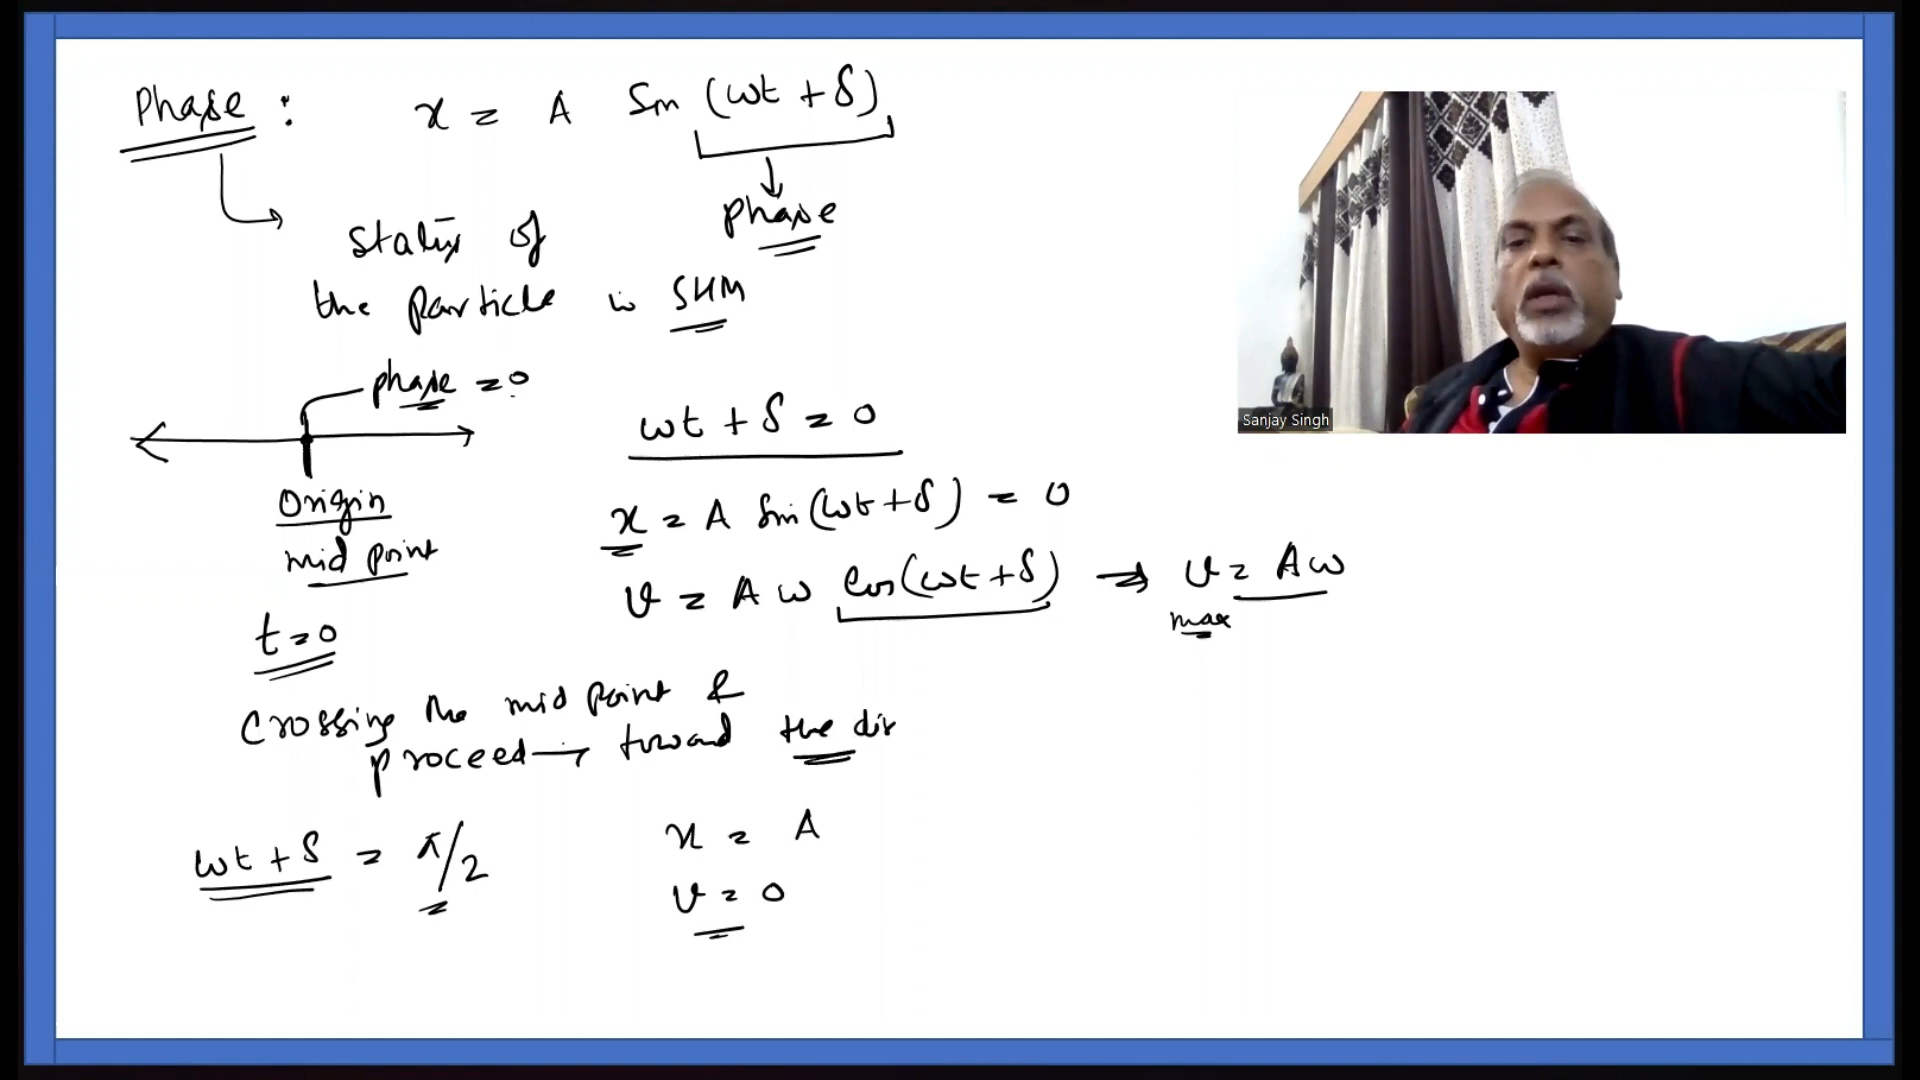 Phase : x = A Sin (ωt + δ)
phase
status of
the particle in SHM
phase = 0
ωt + δ = 0
Origin
mid point
x = A Sin(ωt + δ) = 0
v = A ω Cos(ωt + δ) → v = Aω
max
t = 0
Crossing the mid point &
proceed → toward +ve dir
ωt + δ = π/2
x = A
v = 0
Sanjay Singh